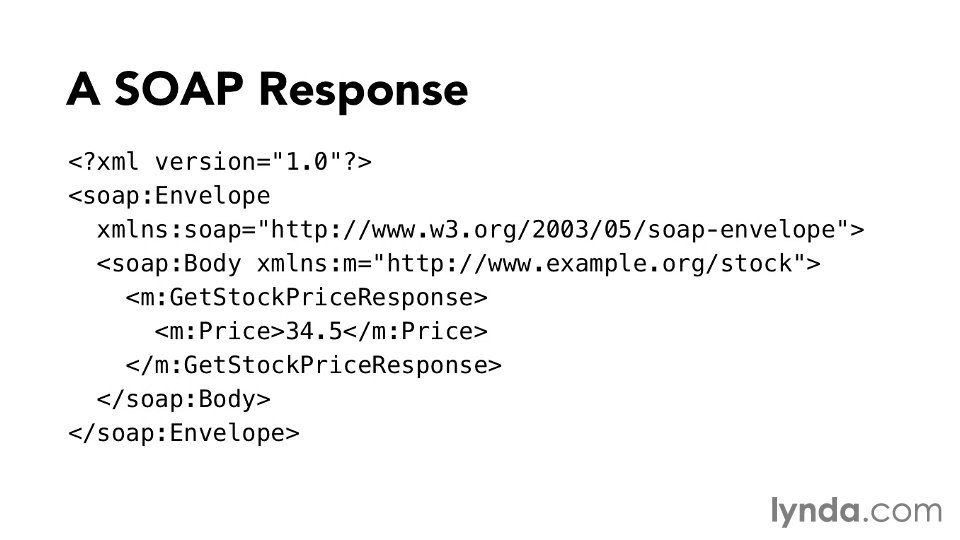 A SOAP Response
<?xml version="1.0"?>
<soap:Envelope
  xmlns:soap="http://www.w3.org/2003/05/soap-envelope">
  <soap:Body xmlns:m="http://www.example.org/stock">
    <m:GetStockPriceResponse>
      <m:Price>34.5</m:Price>
    </m:GetStockPriceResponse>
  </soap:Body>
</soap:Envelope>
lynda.com